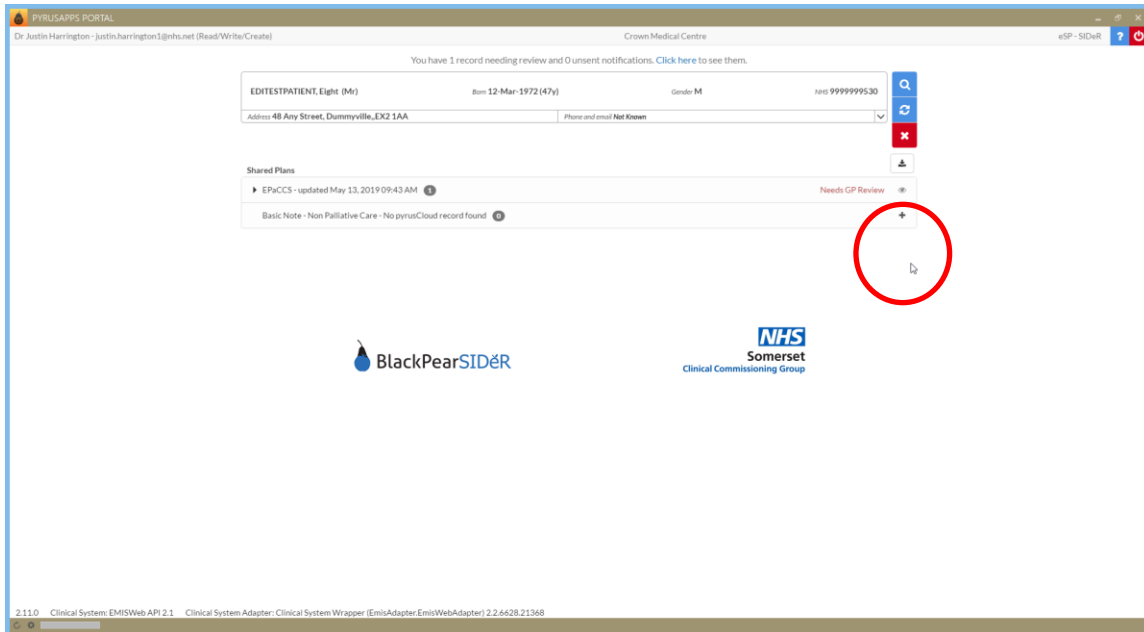 PYRUSAPPS PORTAL
Dr Justin Harrington - justin.harrington1@nhs.net (Read/Write/Create) Crown Medical Centre eSP - SIDeR ?
You have 1 record needing review and 0 unsent notifications. Click here to see them.
EDITESTPATIENT, Eight (Mr) Born 12-Mar-1972 (47y) Gender M NHS 9999999530
Address 48 Any Street, Dummyville,,EX2 1AA Phone and email Not Known
Shared Plans
EPaCCS - updated May 13, 2019 09:43 AM 1 Needs GP Review
Basic Note - Non Palliative Care - No pyrusCloud record found 0
NHS
BlackPearSIDěR
Somerset
Clinical Commissioning Group
2.11.0 Clinical System: EMISWeb API 2.1 Clinical System Adapter: Clinical System Wrapper (EmisAdapter.EmisWebAdapter) 2.2.6628.21368